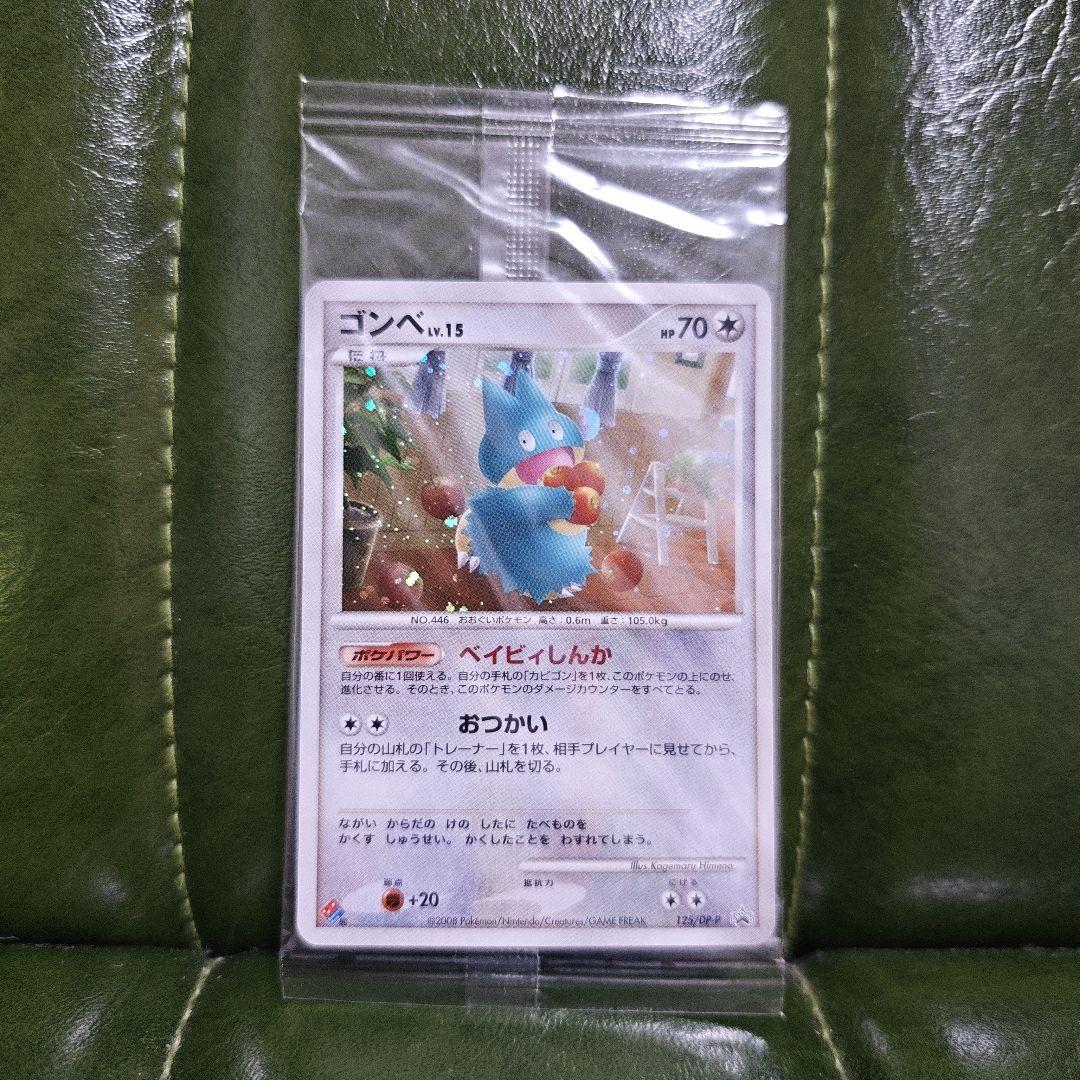 ゴンベ LV.15 HP 70
NO.446 おおぐいポケモン 高さ:0.6m 重さ:105.0kg
ポケパワー ベイビィしんか
自分の番に1回使える。自分の手札の「カビゴン」を1枚、このポケモンの上にのせ、
進化させる。そのとき、このポケモンのダメージカウンターをすべてとる。
おつかい
自分の山札の「トレーナー」を1枚、相手プレイヤーに見せてから、
手札に加える。その後、山札を切る。
ながい からだの けの したに たべものを
かくす しゅうせい。かくしたことを わすれてしまう。
Illus. Kagemaru Himeno
弱点 抵抗力 にげる
+20
©2008 Pokémon/Nintendo/Creatures/GAME FREAK 125/DP-P